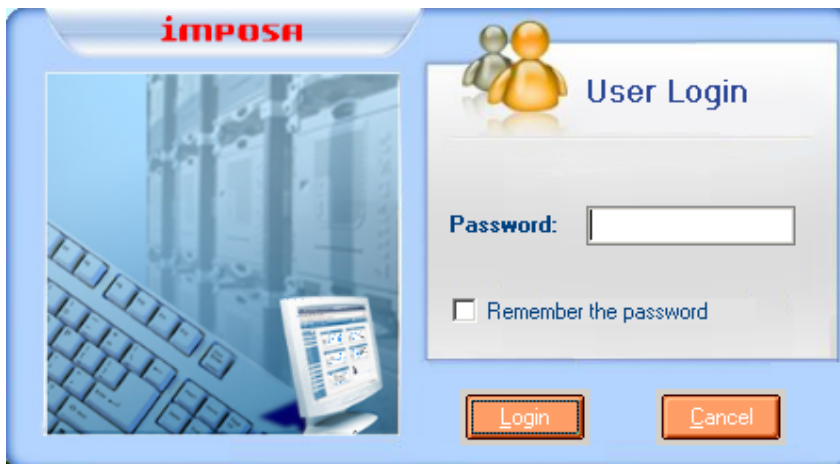 imposa
User Login
Password:
Remember the password
Login
Cancel